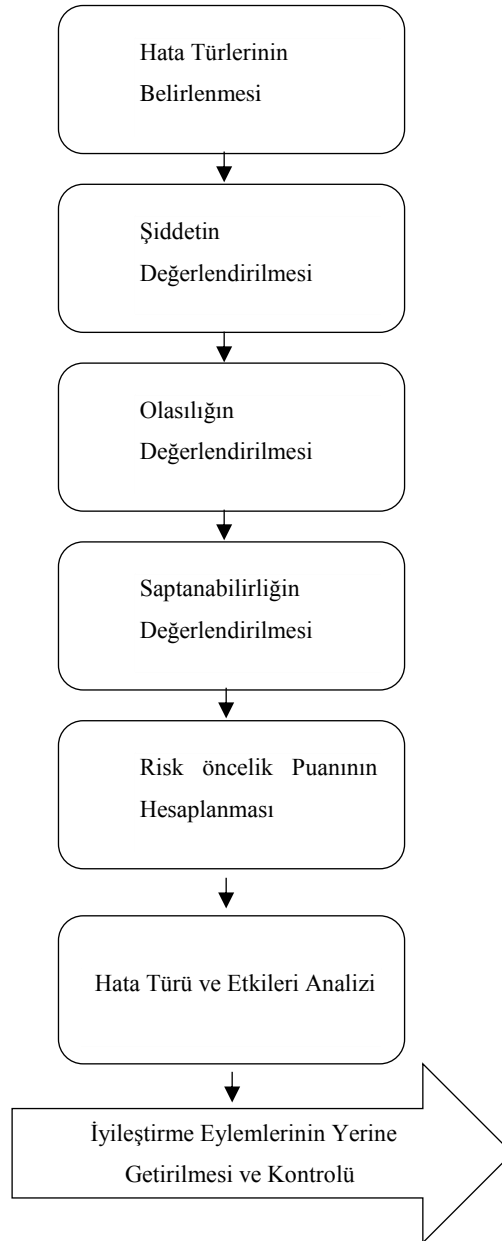 Hata Türlerinin
Belirlenmesi
Şiddetin
Değerlendirilmesi
Olasılığın
Değerlendirilmesi
Saptanabilirliğin
Değerlendirilmesi
Risk öncelik Puanının
Hesaplanması
Hata Türü ve Etkileri Analizi
İyileştirme Eylemlerinin Yerine
Getirilmesi ve Kontrolü